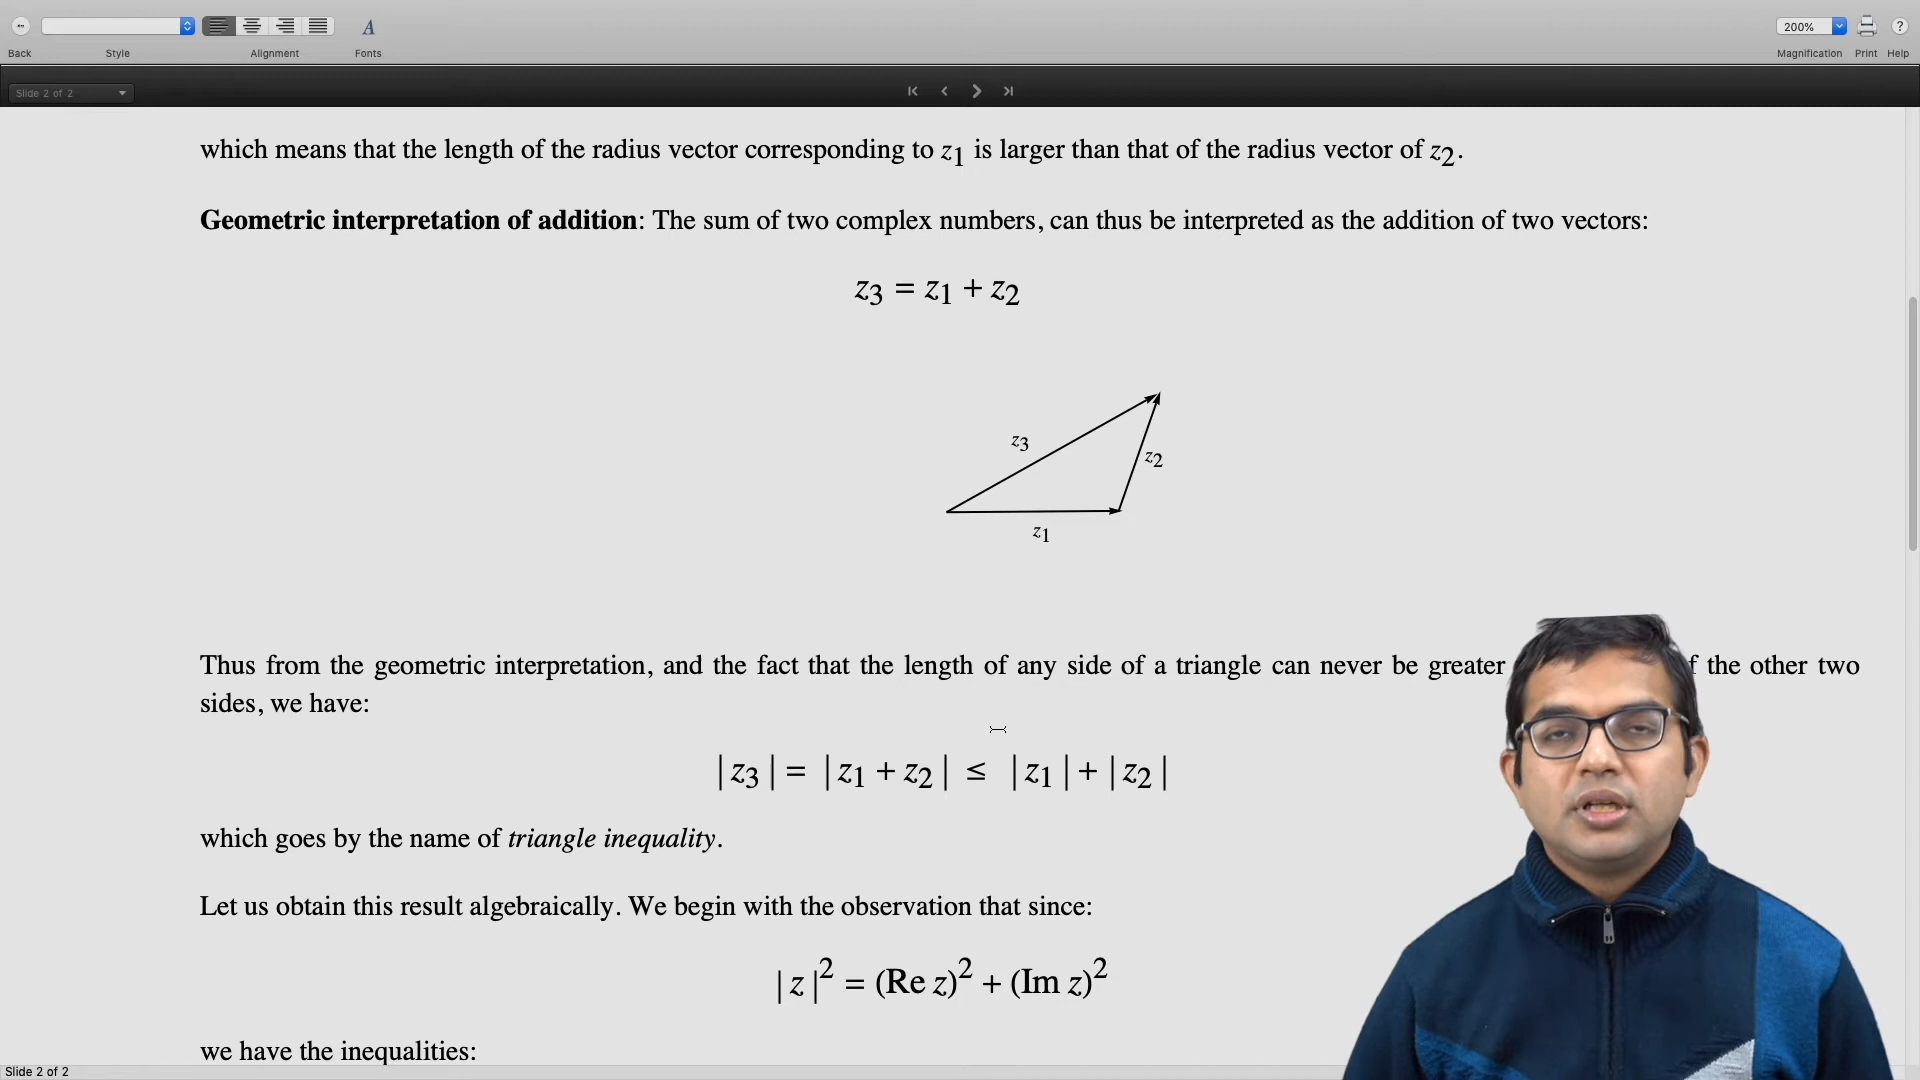 200%
Back Style Alignment Fonts Magnification Print Help
Slide 2 of 2
which means that the length of the radius vector corresponding to z₁ is larger than that of the radius vector of z₂.
Geometric interpretation of addition: The sum of two complex numbers, can thus be interpreted as the addition of two vectors:
z₃ = z₁ + z₂
z₃
z₂
z₁
Thus from the geometric interpretation, and the fact that the length of any side of a triangle can never be greater the other two
sides, we have:
|z₃| = |z₁ + z₂| ≤ |z₁| + |z₂|
which goes by the name of triangle inequality.
Let us obtain this result algebraically. We begin with the observation that since:
|z|² = (Re z)² + (Im z)²
we have the inequalities:
Slide 2 of 2